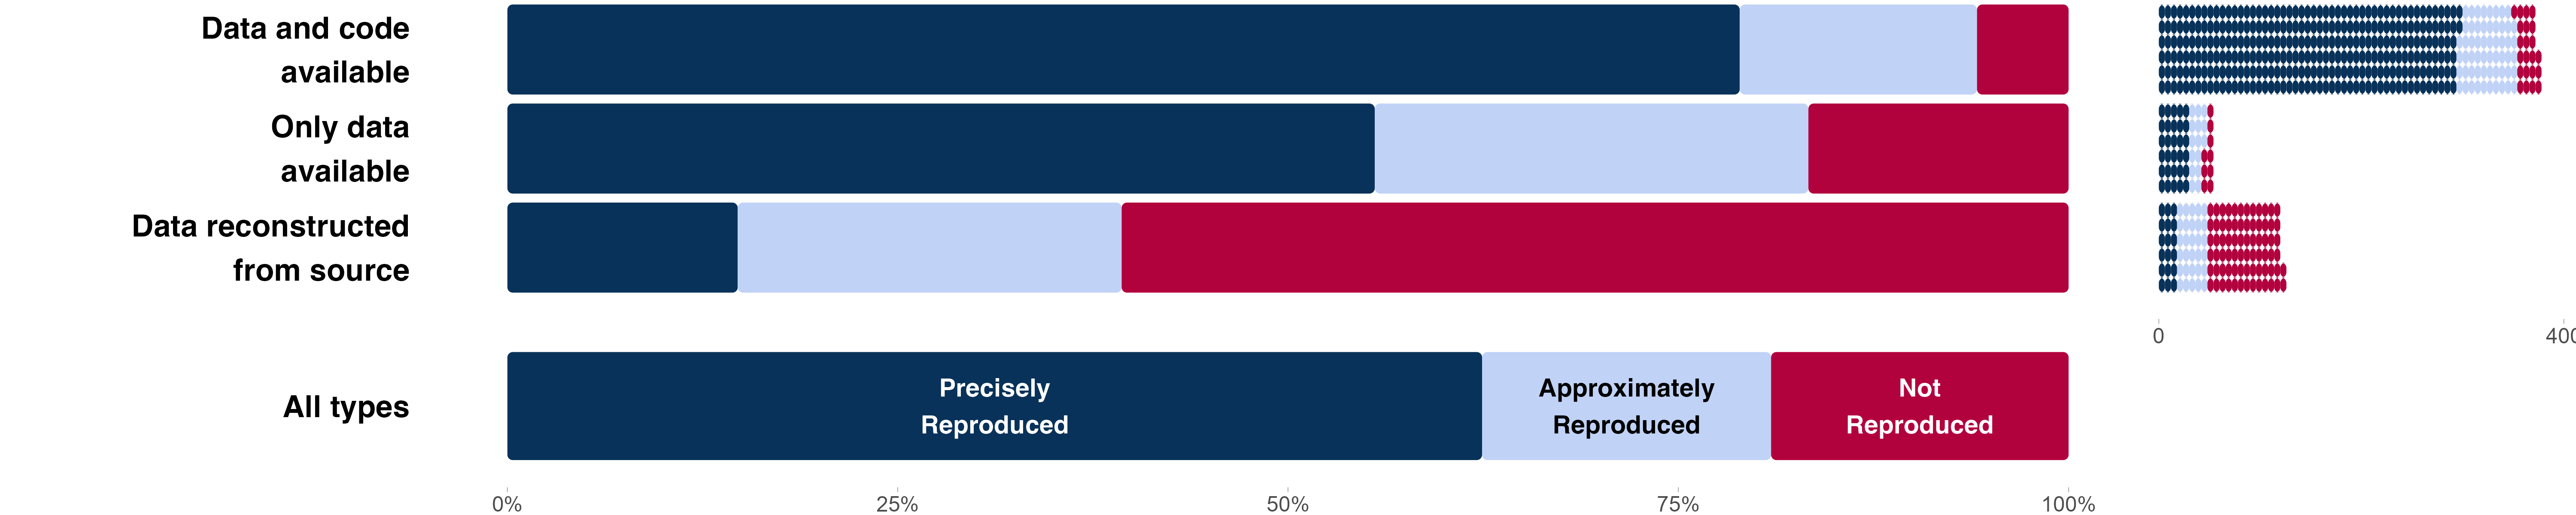 Data and code
available
Only data
available
Data reconstructed
from source
0
400
All types
Precisely
Reproduced
Approximately
Reproduced
Not
Reproduced
0%
25%
50%
75%
100%